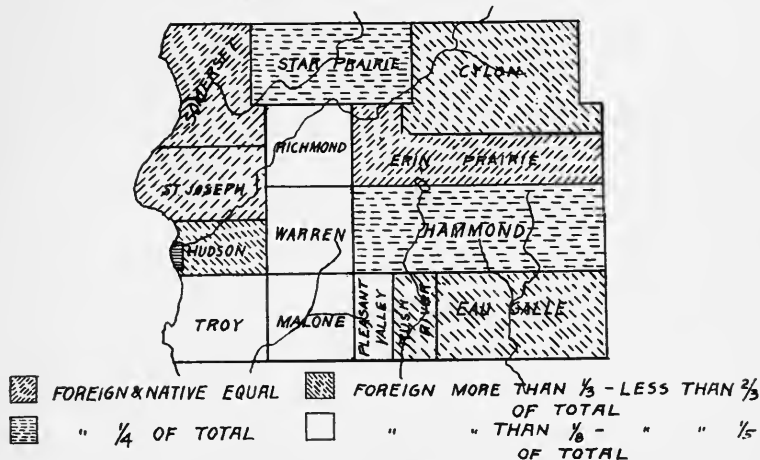 SOMERSET
STAR PRAIRIE
CYLON
RICHMOND
ERIN PRAIRIE
ST JOSEPH
WARREN
HAMMOND
HUDSON
TROY
MALONE
PLEASANT
VALLEY
RUSH
RIVER
EAU GALLE
FOREIGN & NATIVE EQUAL
FOREIGN MORE THAN 1/3 - LESS THAN 2/3
OF TOTAL
" 1/4 OF TOTAL
" " THAN 1/8 - " " 1/5
OF TOTAL